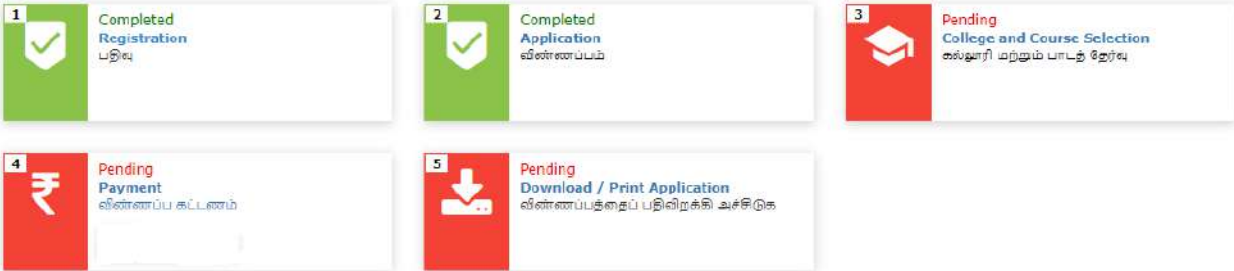 1
Completed
Registration
பதிவு
2
Completed
Application
விண்ணப்பம்
3
Pending
College and Course Selection
கல்லூரி மற்றும் பாடத் தேர்வு
4
Pending
Payment
விண்ணப்ப கட்டணம்
5
Pending
Download / Print Application
விண்ணப்பத்தைப் பதிவிறக்கி அச்சிடுக